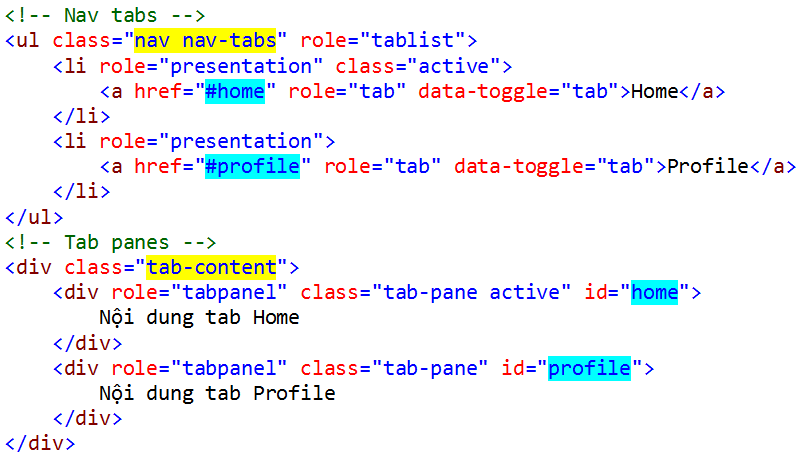 <!-- Nav tabs -->
<ul class="nav nav-tabs" role="tablist">
    <li role="presentation" class="active">
        <a href="#home" role="tab" data-toggle="tab">Home</a>
    </li>
    <li role="presentation">
        <a href="#profile" role="tab" data-toggle="tab">Profile</a>
    </li>
</ul>
<!-- Tab panes -->
<div class="tab-content">
    <div role="tabpanel" class="tab-pane active" id="home">
        Nội dung tab Home
    </div>
    <div role="tabpanel" class="tab-pane" id="profile">
        Nội dung tab Profile
    </div>
</div>